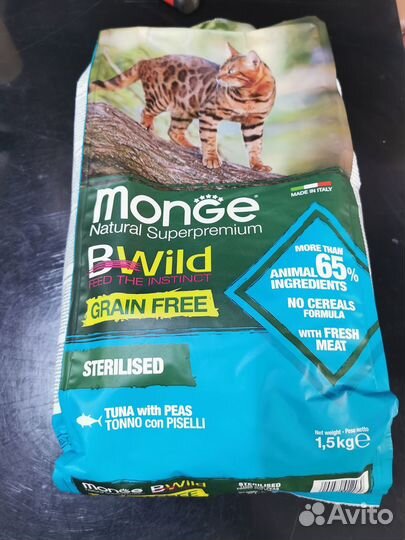 MONGE
Natural Superpremium
MADE IN ITALY
BWild
FEED THE INSTINCT
GRAIN FREE
MORE THAN
65%
ANIMAL
INGREDIENTS
NO CEREALS
FORMULA
WITH FRESH
MEAT
STERILISED
TUNA with PEAS
TONNO con PISELLI
Net weight - Peso netto
1,5kg℮
MONGE BWild
GRAIN FREE
STERILISED
Avito